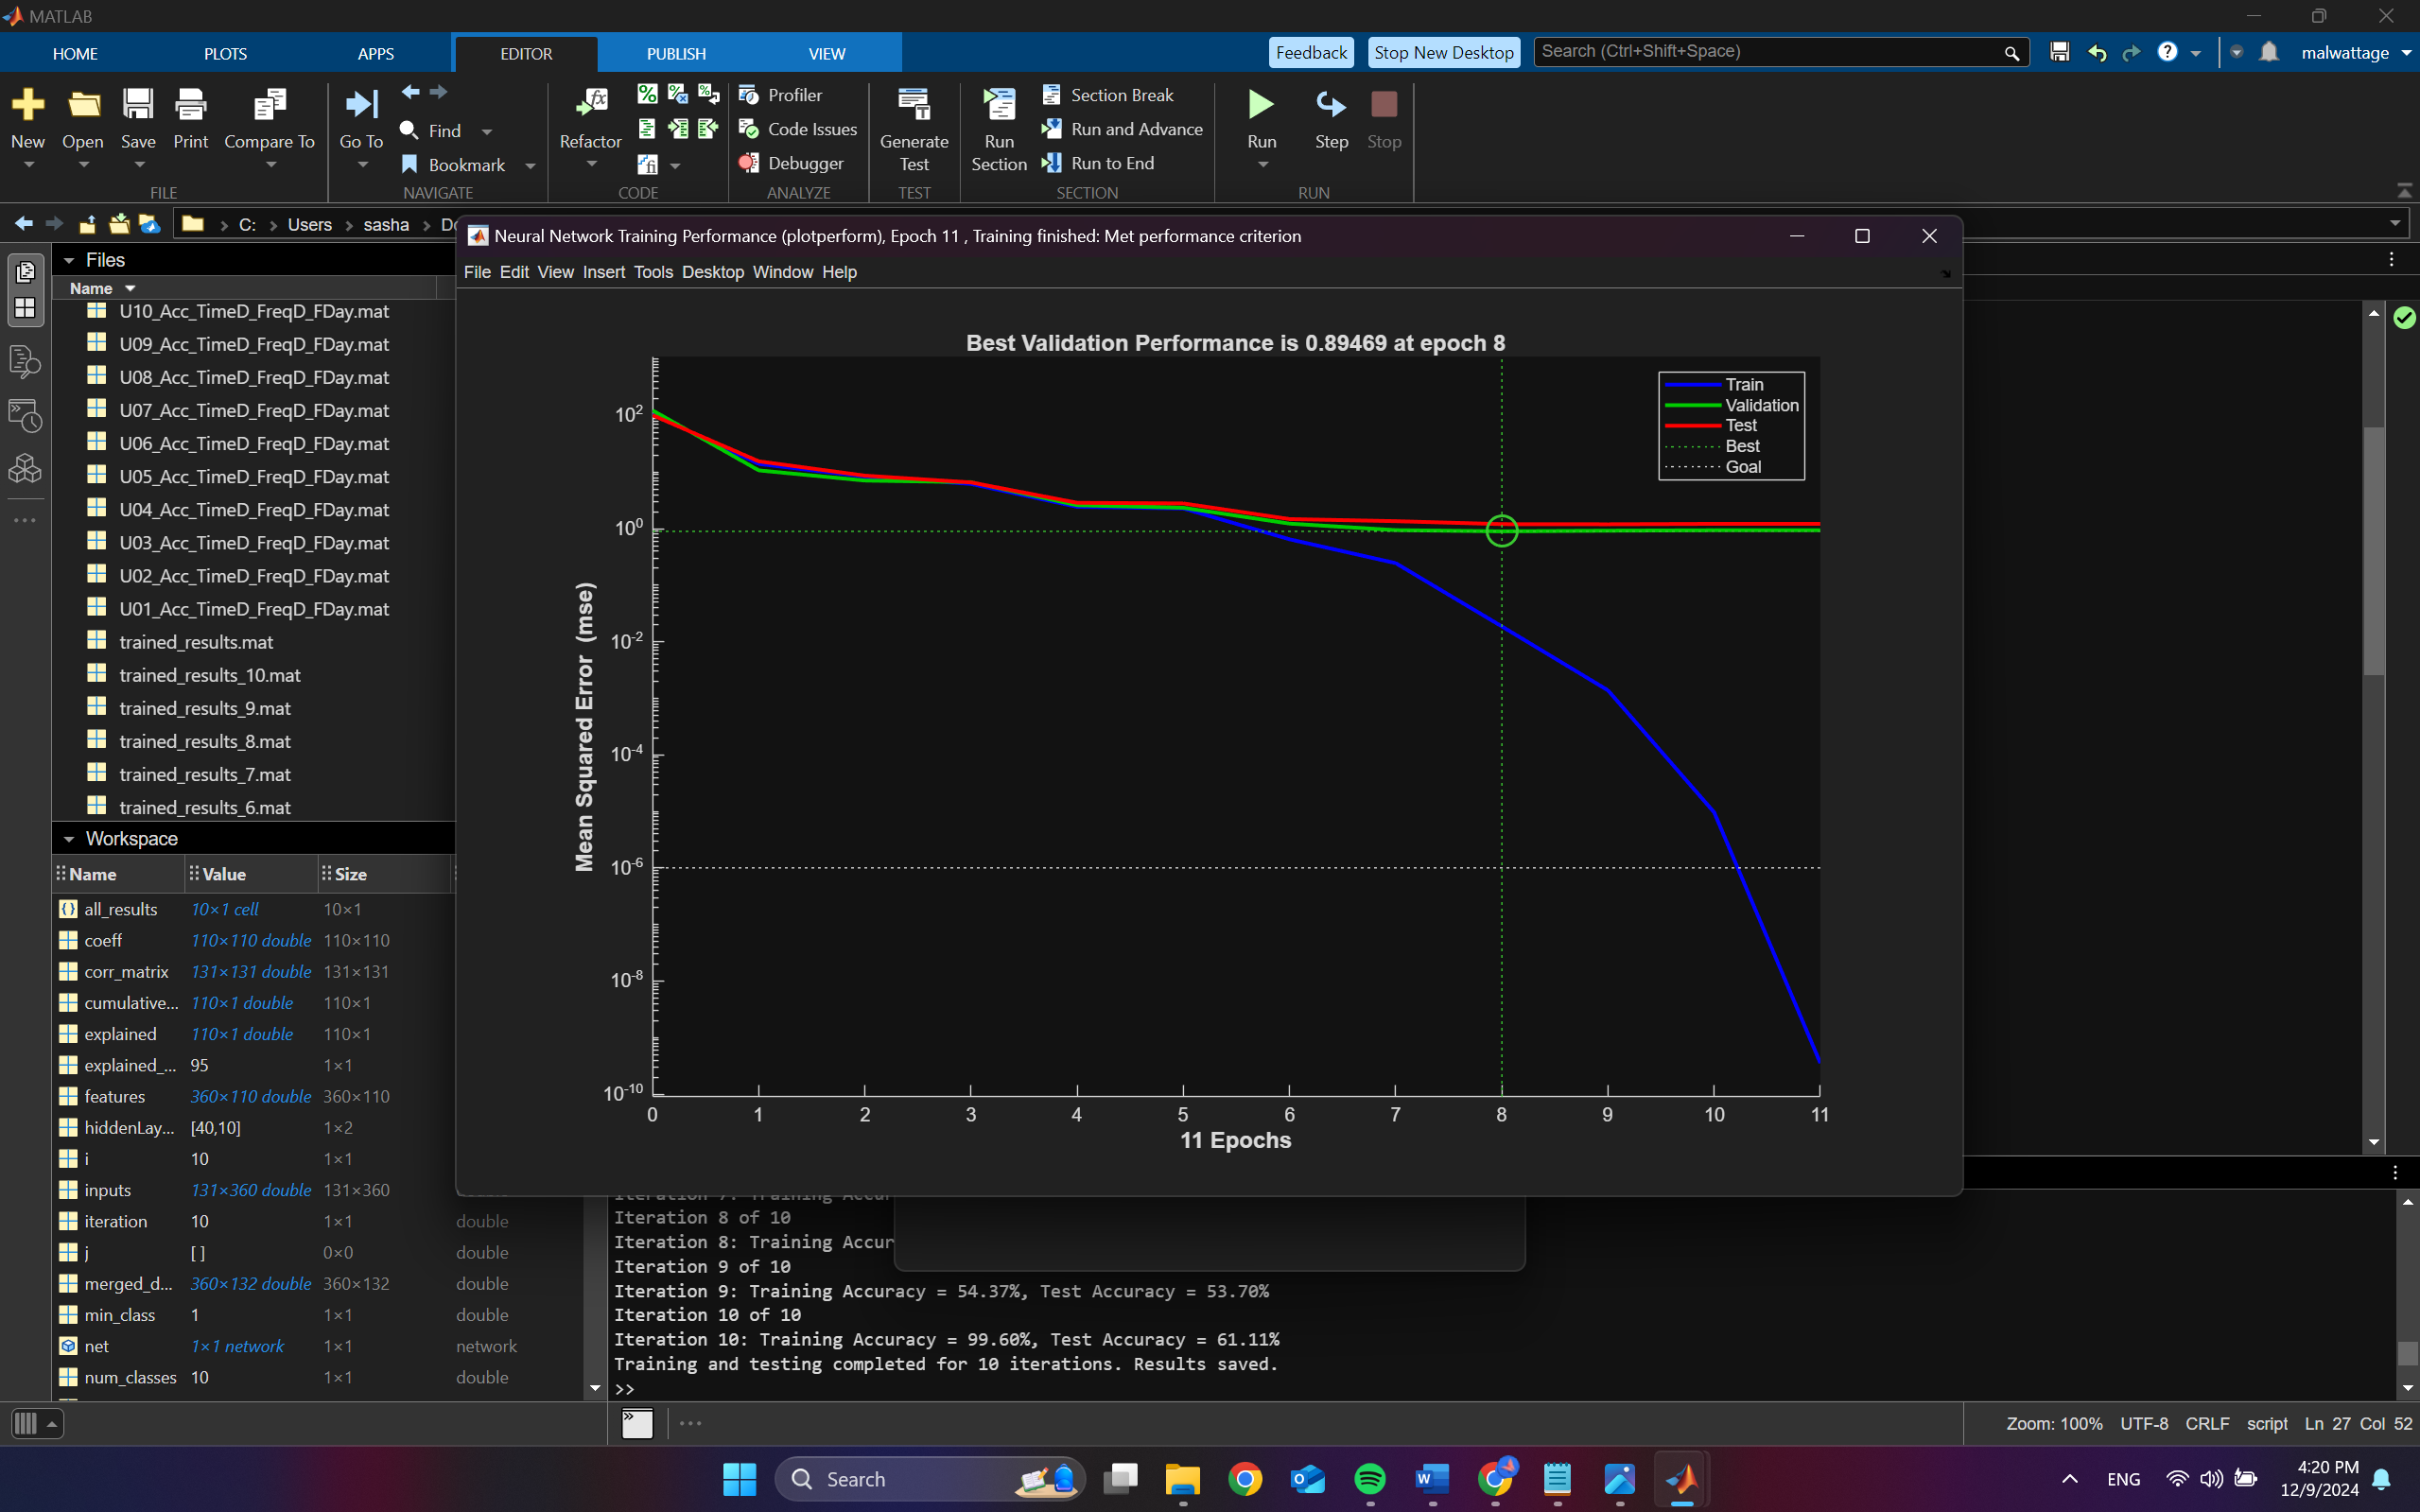 MATLAB
HOME PLOTS APPS EDITOR PUBLISH VIEW
Feedback Stop New Desktop Search (Ctrl+Shift+Space) malwattage
New Open Save Print Compare To
FILE
Go To Find Bookmark
NAVIGATE
Refactor
CODE
Profiler
Code Issues
Debugger
ANALYZE
Generate Test
TEST
Run Section
Section Break
Run and Advance
Run to End
SECTION
Run Step Stop
RUN
C: > Users > sasha >
Files
Name
U10_Acc_TimeD_FreqD_FDay.mat
U09_Acc_TimeD_FreqD_FDay.mat
U08_Acc_TimeD_FreqD_FDay.mat
U07_Acc_TimeD_FreqD_FDay.mat
U06_Acc_TimeD_FreqD_FDay.mat
U05_Acc_TimeD_FreqD_FDay.mat
U04_Acc_TimeD_FreqD_FDay.mat
U03_Acc_TimeD_FreqD_FDay.mat
U02_Acc_TimeD_FreqD_FDay.mat
U01_Acc_TimeD_FreqD_FDay.mat
trained_results.mat
trained_results_10.mat
trained_results_9.mat
trained_results_8.mat
trained_results_7.mat
trained_results_6.mat
Workspace
Name Value Size
all_results 10×1 cell 10×1
coeff 110×110 double 110×110
corr_matrix 131×131 double 131×131
cumulative... 110×1 double 110×1
explained 110×1 double 110×1
explained_... 95 1×1
features 360×110 double 360×110
hiddenLay... [40,10] 1×2
i 10 1×1
inputs 131×360 double 131×360
iteration 10 1×1 double
j [ ] 0×0 double
merged_d... 360×132 double 360×132 double
min_class 1 1×1 double
net 1×1 network 1×1 network
num_classes 10 1×1 double
Neural Network Training Performance (plotperform), Epoch 11 , Training finished: Met performance criterion
File Edit View Insert Tools Desktop Window Help
Best Validation Performance is 0.89469 at epoch 8
Train
Validation
Test
Best
Goal
Mean Squared Error (mse)
10²
10⁰
10⁻²
10⁻⁴
10⁻⁶
10⁻⁸
10⁻¹⁰
0 1 2 3 4 5 6 7 8 9 10 11
11 Epochs
Iteration 7: Training Accur
Iteration 8 of 10
Iteration 8: Training Accur
Iteration 9 of 10
Iteration 9: Training Accuracy = 54.37%, Test Accuracy = 53.70%
Iteration 10 of 10
Iteration 10: Training Accuracy = 99.60%, Test Accuracy = 61.11%
Training and testing completed for 10 iterations. Results saved.
>>
Zoom: 100% UTF-8 CRLF script Ln 27 Col 52
Search
ENG
4:20 PM
12/9/2024